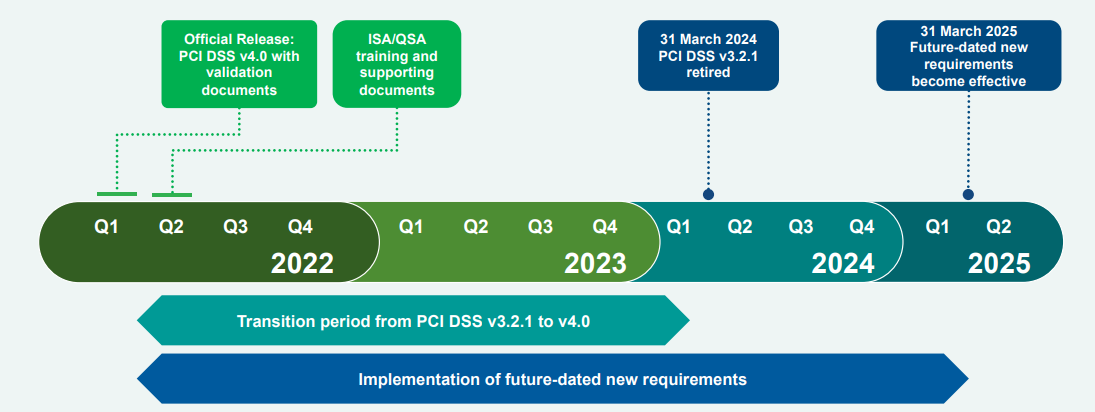 Official Release:
PCI DSS v4.0 with
validation
documents
ISA/QSA
training and
supporting
documents
31 March 2024
PCI DSS v3.2.1
retired
31 March 2025
Future-dated new
requirements
become effective
Q1 Q2 Q3 Q4
2022
Q1 Q2 Q3 Q4
2023
Q1 Q2 Q3 Q4
2024
Q1 Q2
2025
Transition period from PCI DSS v3.2.1 to v4.0
Implementation of future-dated new requirements